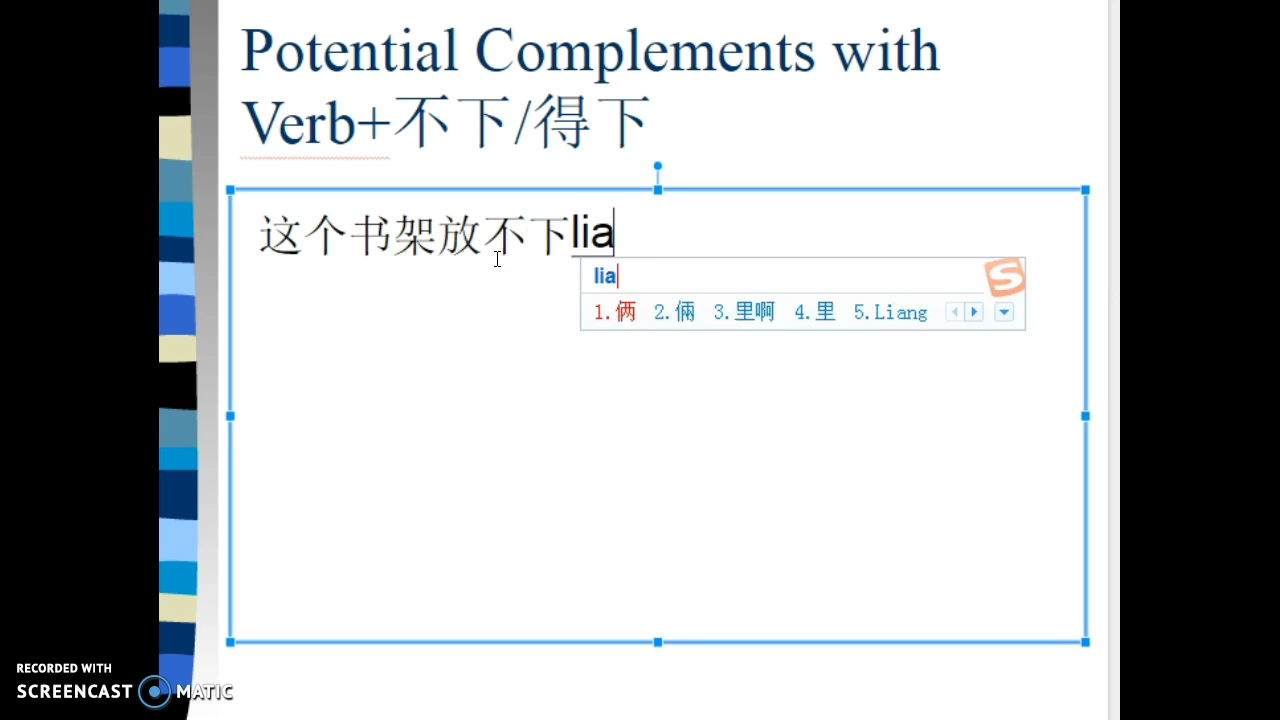 Potential Complements with
Verb+不下/得下
这个书架放不下lia
lia
1.俩 2.倆 3.里啊 4.里 5.Liang
RECORDED WITH
SCREENCAST MATIC